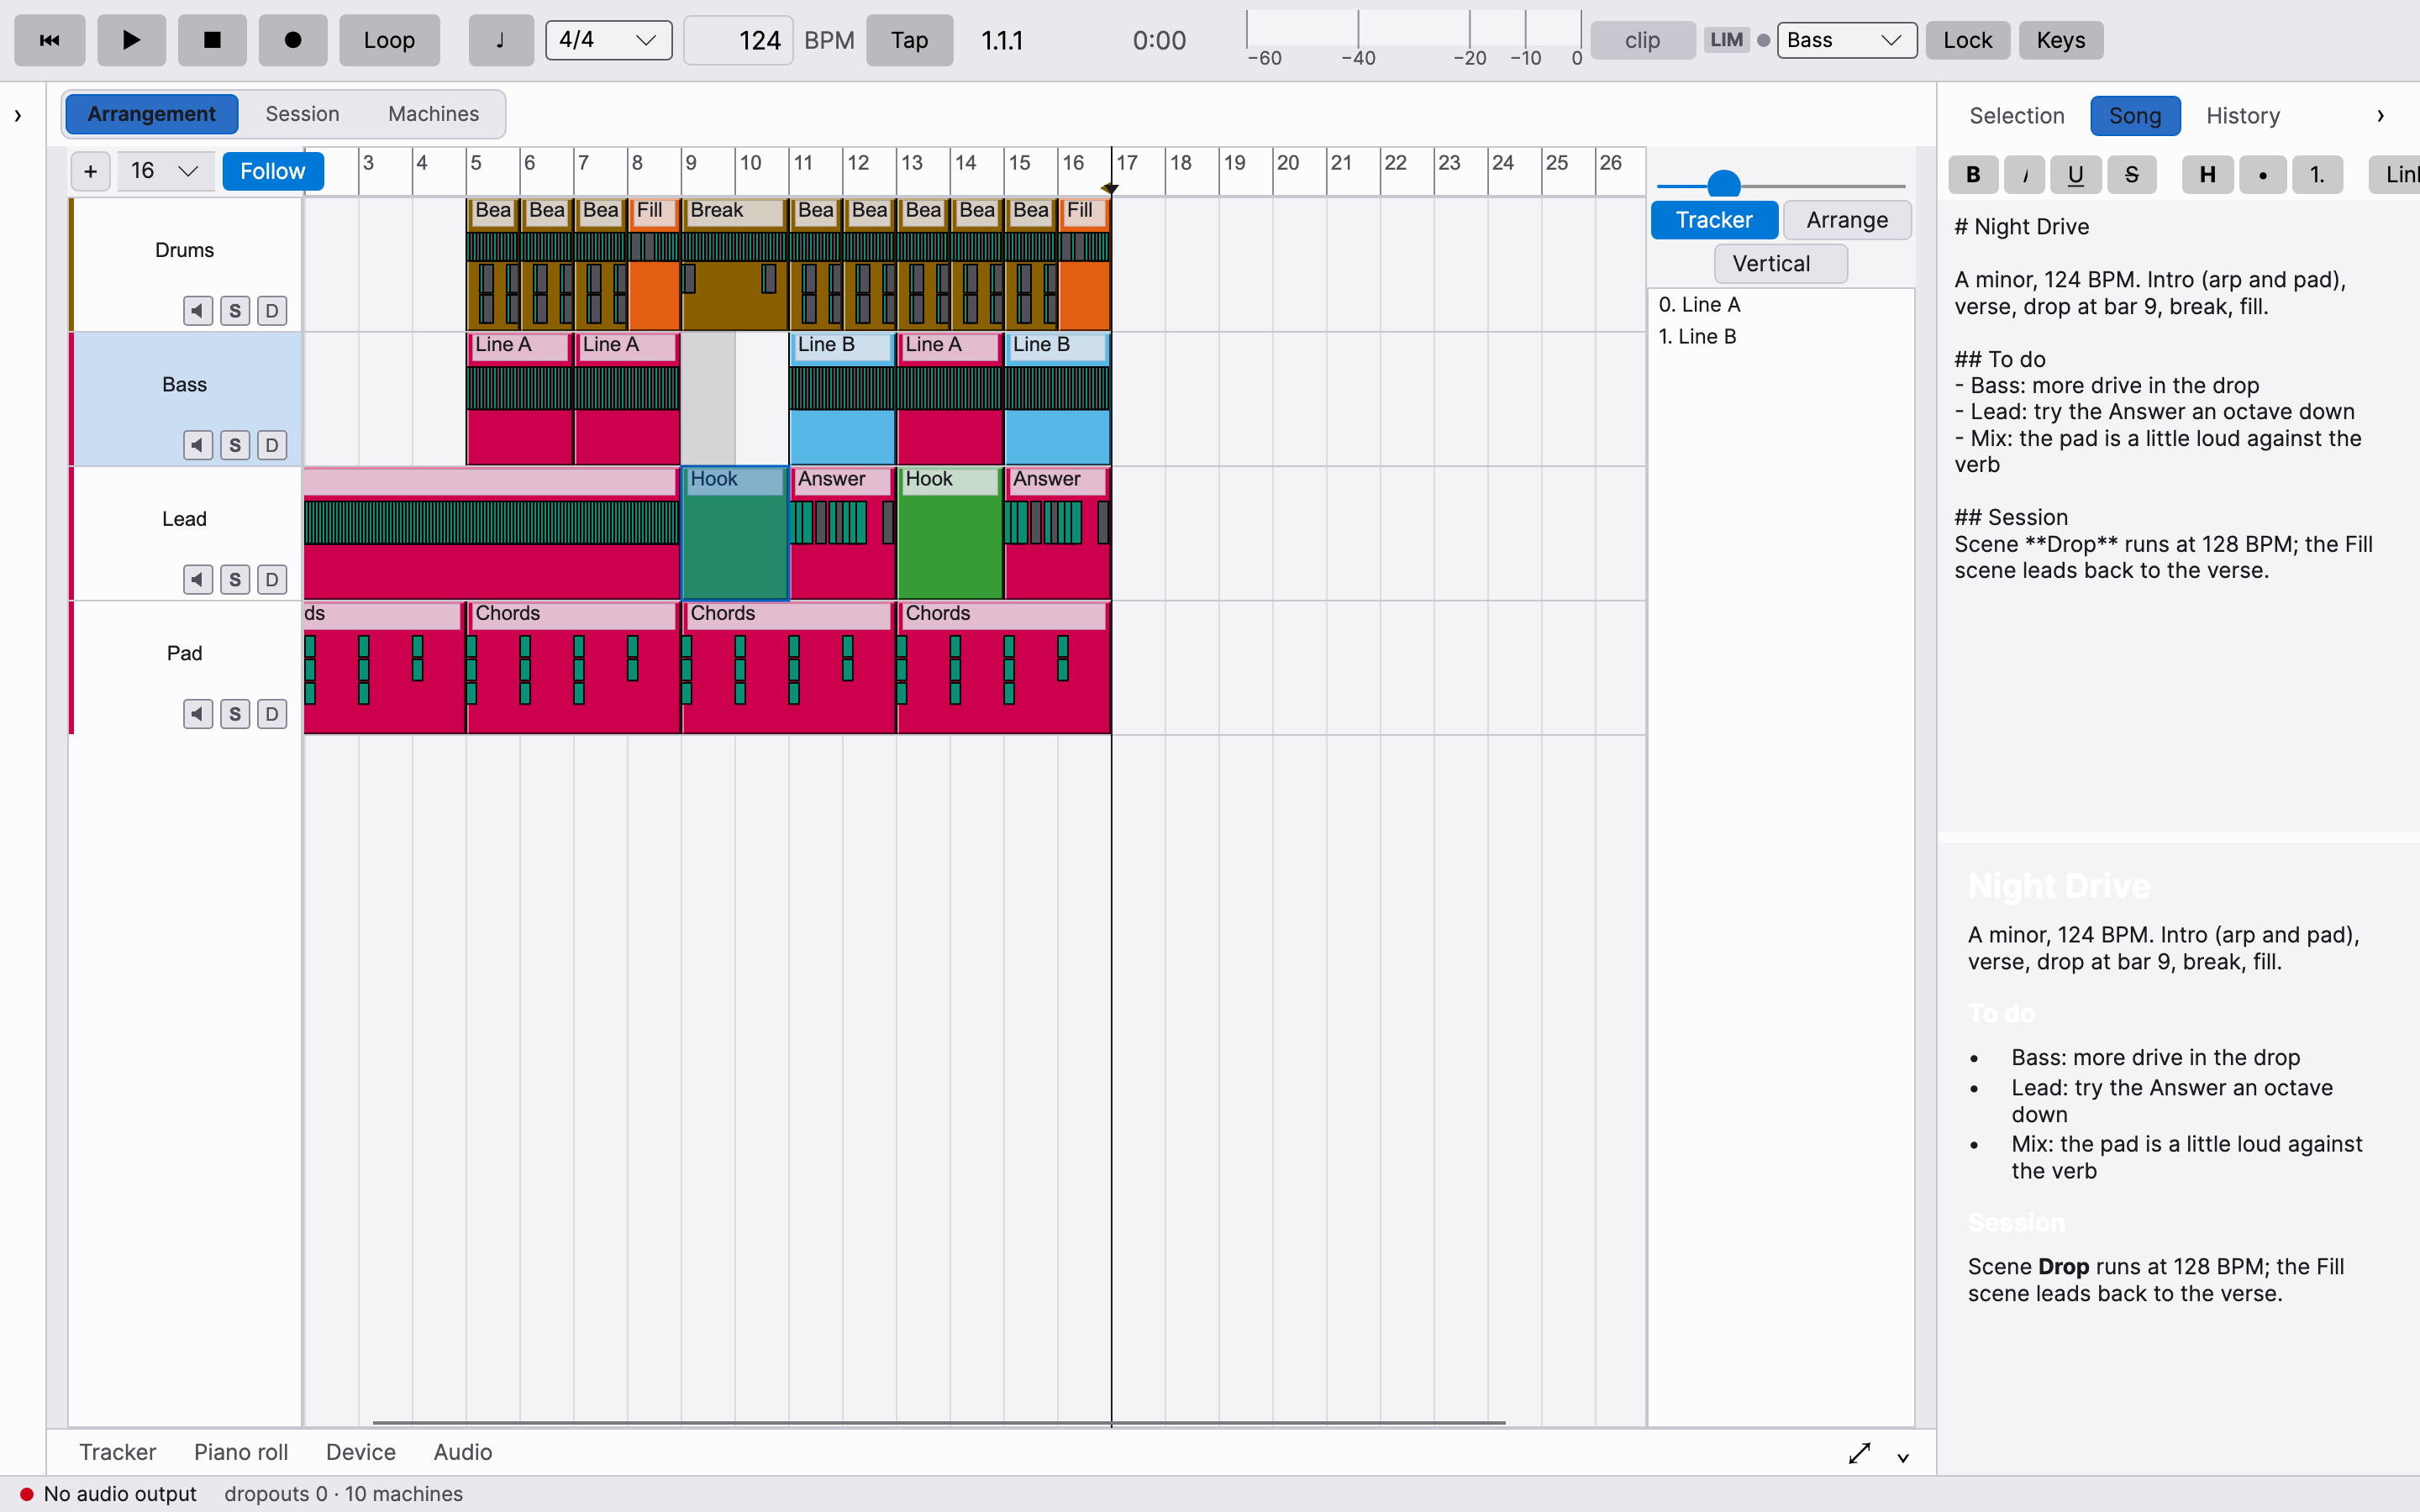 Loop
4/4
124 BPM
Tap
1.1.1
0:00
−60 −40 −20 −10 0
clip
LIM
Bass
Lock
Keys
Arrangement Session Machines
Selection Song History
+ 16 Follow
3 4 5 6 7 8 9 10 11 12 13 14 15 16 17 18 19 20 21 22 23 24 25 26
Tracker Arrange
Vertical
0. Line A
1. Line B
Drums
S D
Bea Bea Bea Fill Break Bea Bea Bea Bea Bea Fill
Bass
S D
Line A Line A Line B Line A Line B
Lead
S D
Hook Answer Hook Answer
Pad
S D
ds Chords Chords Chords
B I U S H • 1. Linl
# Night Drive
A minor, 124 BPM. Intro (arp and pad),
verse, drop at bar 9, break, fill.
## To do
- Bass: more drive in the drop
- Lead: try the Answer an octave down
- Mix: the pad is a little loud against the
verb
## Session
Scene **Drop** runs at 128 BPM; the Fill
scene leads back to the verse.
Night Drive
A minor, 124 BPM. Intro (arp and pad),
verse, drop at bar 9, break, fill.
To do
• Bass: more drive in the drop
• Lead: try the Answer an octave
down
• Mix: the pad is a little loud against
the verb
Session
Scene Drop runs at 128 BPM; the Fill
scene leads back to the verse.
Tracker Piano roll Device Audio
No audio output dropouts 0 · 10 machines